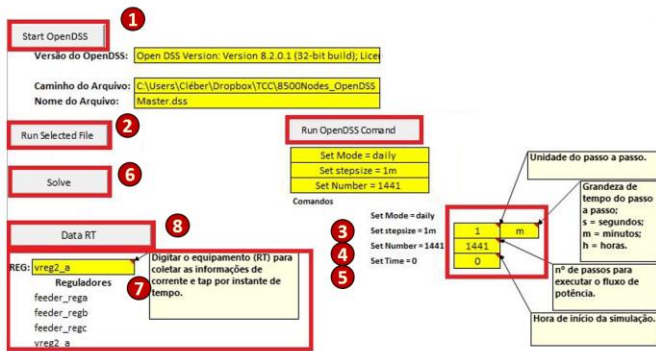 1
Start OpenDSS
Versão do OpenDSS: Open DSS Version: Version 8.2.0.1 (32-bit build); Licer
Caminho do Arquivo: C:\Users\Cléber\Dropbox\TCC\8500Nodes_OpenDSS
Nome do Arquivo: Master.dss
Run Selected File
2
Run OpenDSS Comand
Set Mode = daily
Set stepsize = 1m
Set Number = 1441
Comandos
Solve
6
Unidade do passo a passo.
Grandeza de
tempo do passo
a passo;
s = segundos;
m = minutos;
h = horas.
Set Mode = daily
3 Set stepsize = 1m 1 m
4 Set Number = 1441 1441
5 Set Time = 0 0
nº de passos para
executar o fluxo de
potência.
Hora de início da simulação.
Data RT
8
REG: vreg2_a
Digitar o equipamento (RT) para
coletar as informações de
corrente e tap por instante de
tempo.
7
Reguladores
feeder_rega
feeder_regb
feeder_regc
vreg2_a